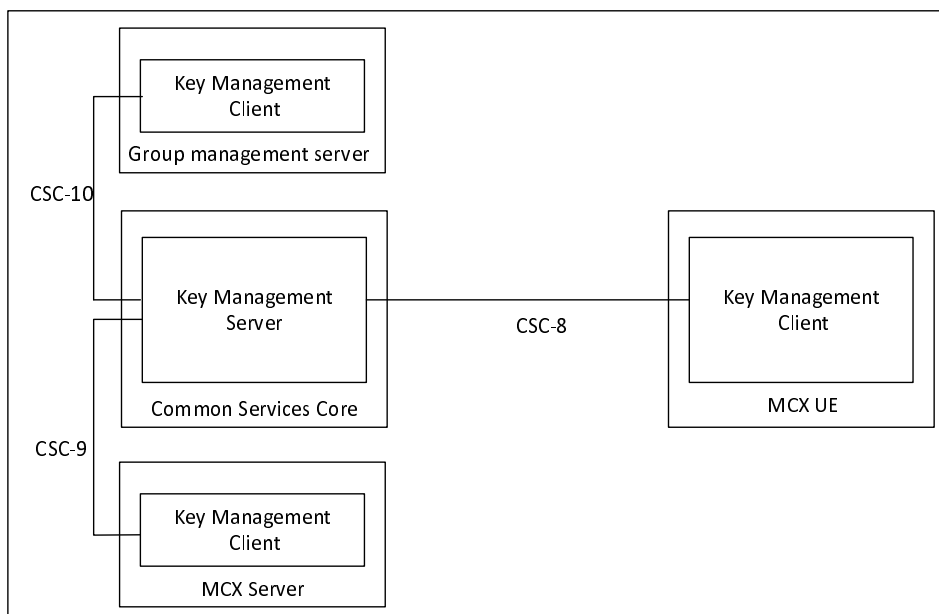 Key Management
Client
Group management server
CSC-10
Key Management
Server
Common Services Core
CSC-8
Key Management
Client
MCX UE
CSC-9
Key Management
Client
MCX Server